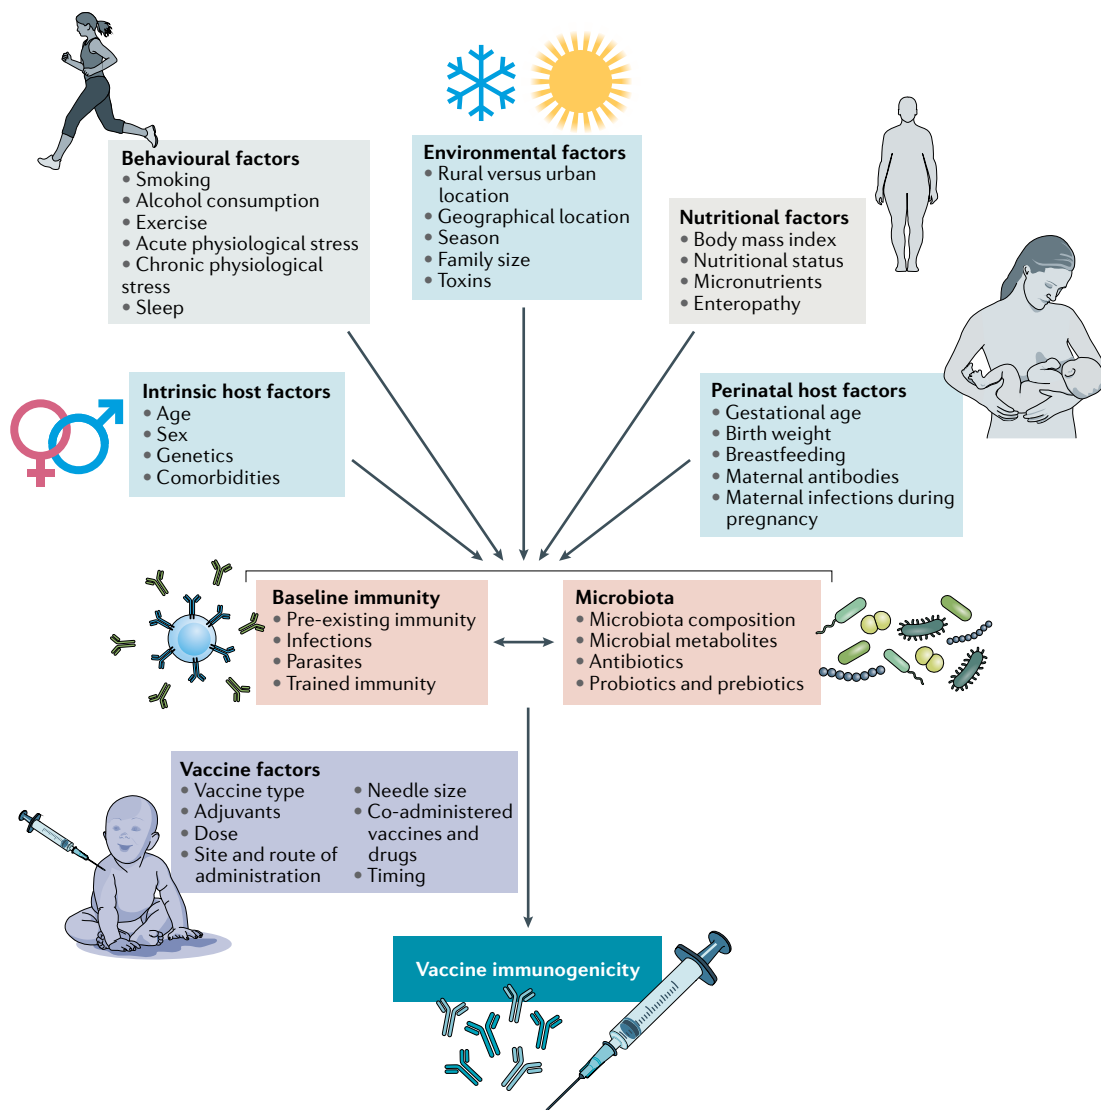 Behavioural factors
• Smoking
• Alcohol consumption
• Exercise
• Acute physiological stress
• Chronic physiological
stress
• Sleep
Environmental factors
• Rural versus urban
location
• Geographical location
• Season
• Family size
• Toxins
Nutritional factors
• Body mass index
• Nutritional status
• Micronutrients
• Enteropathy
Intrinsic host factors
• Age
• Sex
• Genetics
• Comorbidities
Perinatal host factors
• Gestational age
• Birth weight
• Breastfeeding
• Maternal antibodies
• Maternal infections during
pregnancy
Baseline immunity
• Pre-existing immunity
• Infections
• Parasites
• Trained immunity
Microbiota
• Microbiota composition
• Microbial metabolites
• Antibiotics
• Probiotics and prebiotics
Vaccine factors
• Vaccine type
• Adjuvants
• Dose
• Site and route of
administration
• Needle size
• Co-administered
vaccines and
drugs
• Timing
Vaccine immunogenicity